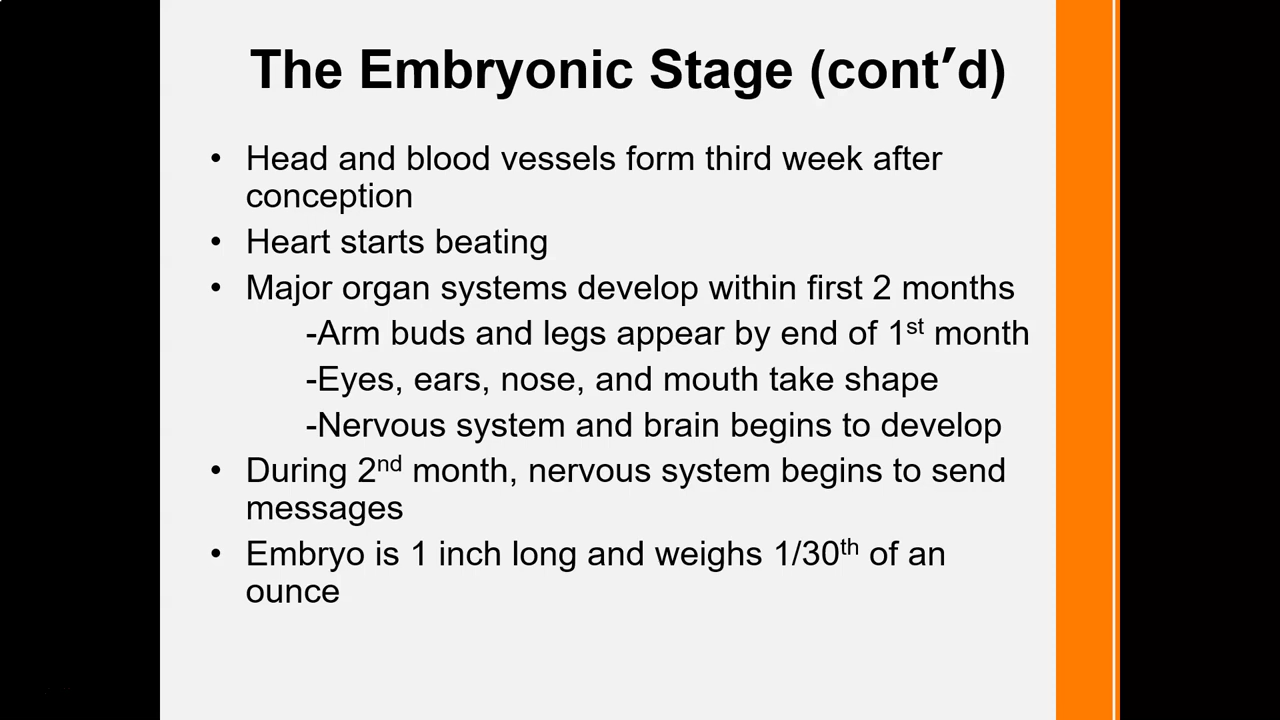 The Embryonic Stage (cont’d)
• Head and blood vessels form third week after
conception
• Heart starts beating
• Major organ systems develop within first 2 months
-Arm buds and legs appear by end of 1st month
-Eyes, ears, nose, and mouth take shape
-Nervous system and brain begins to develop
• During 2nd month, nervous system begins to send
messages
• Embryo is 1 inch long and weighs 1/30th of an
ounce